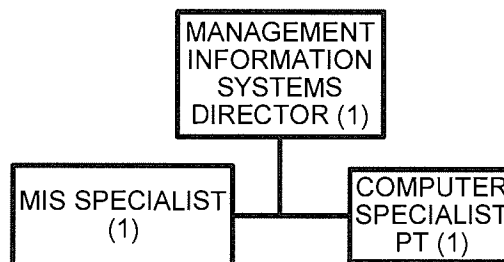 MANAGEMENT
INFORMATION
SYSTEMS
DIRECTOR (1)
MIS SPECIALIST
(1)
COMPUTER
SPECIALIST
PT (1)